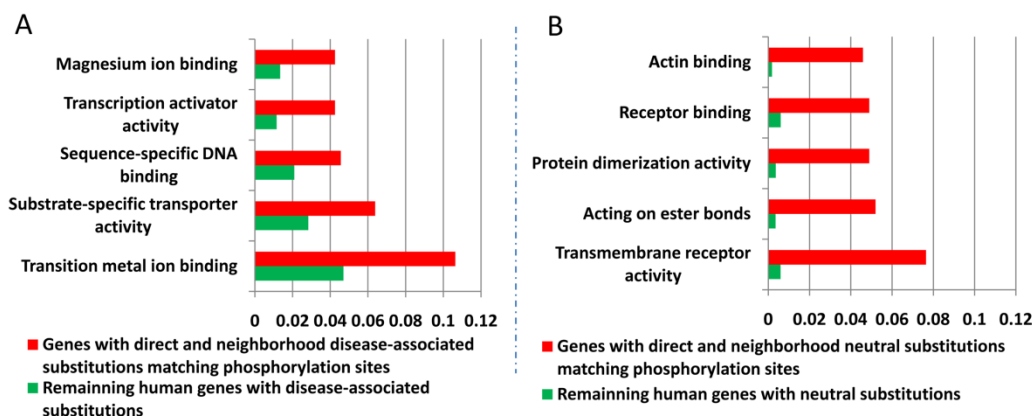 A
Magnesium ion binding
Transcription activator
activity
Sequence-specific DNA
binding
Substrate-specific transporter
activity
Transition metal ion binding
0 0.02 0.04 0.06 0.08 0.1 0.12
Genes with direct and neighborhood disease-associated
substitutions matching phosphorylation sites
Remainning human genes with disease-associated
substitutions
B
Actin binding
Receptor binding
Protein dimerization activity
Acting on ester bonds
Transmembrane receptor
activity
0 0.02 0.04 0.06 0.08 0.1 0.12
Genes with direct and neighborhood neutral substitutions
matching phosphorylation sites
Remainning human genes with neutral substitutions